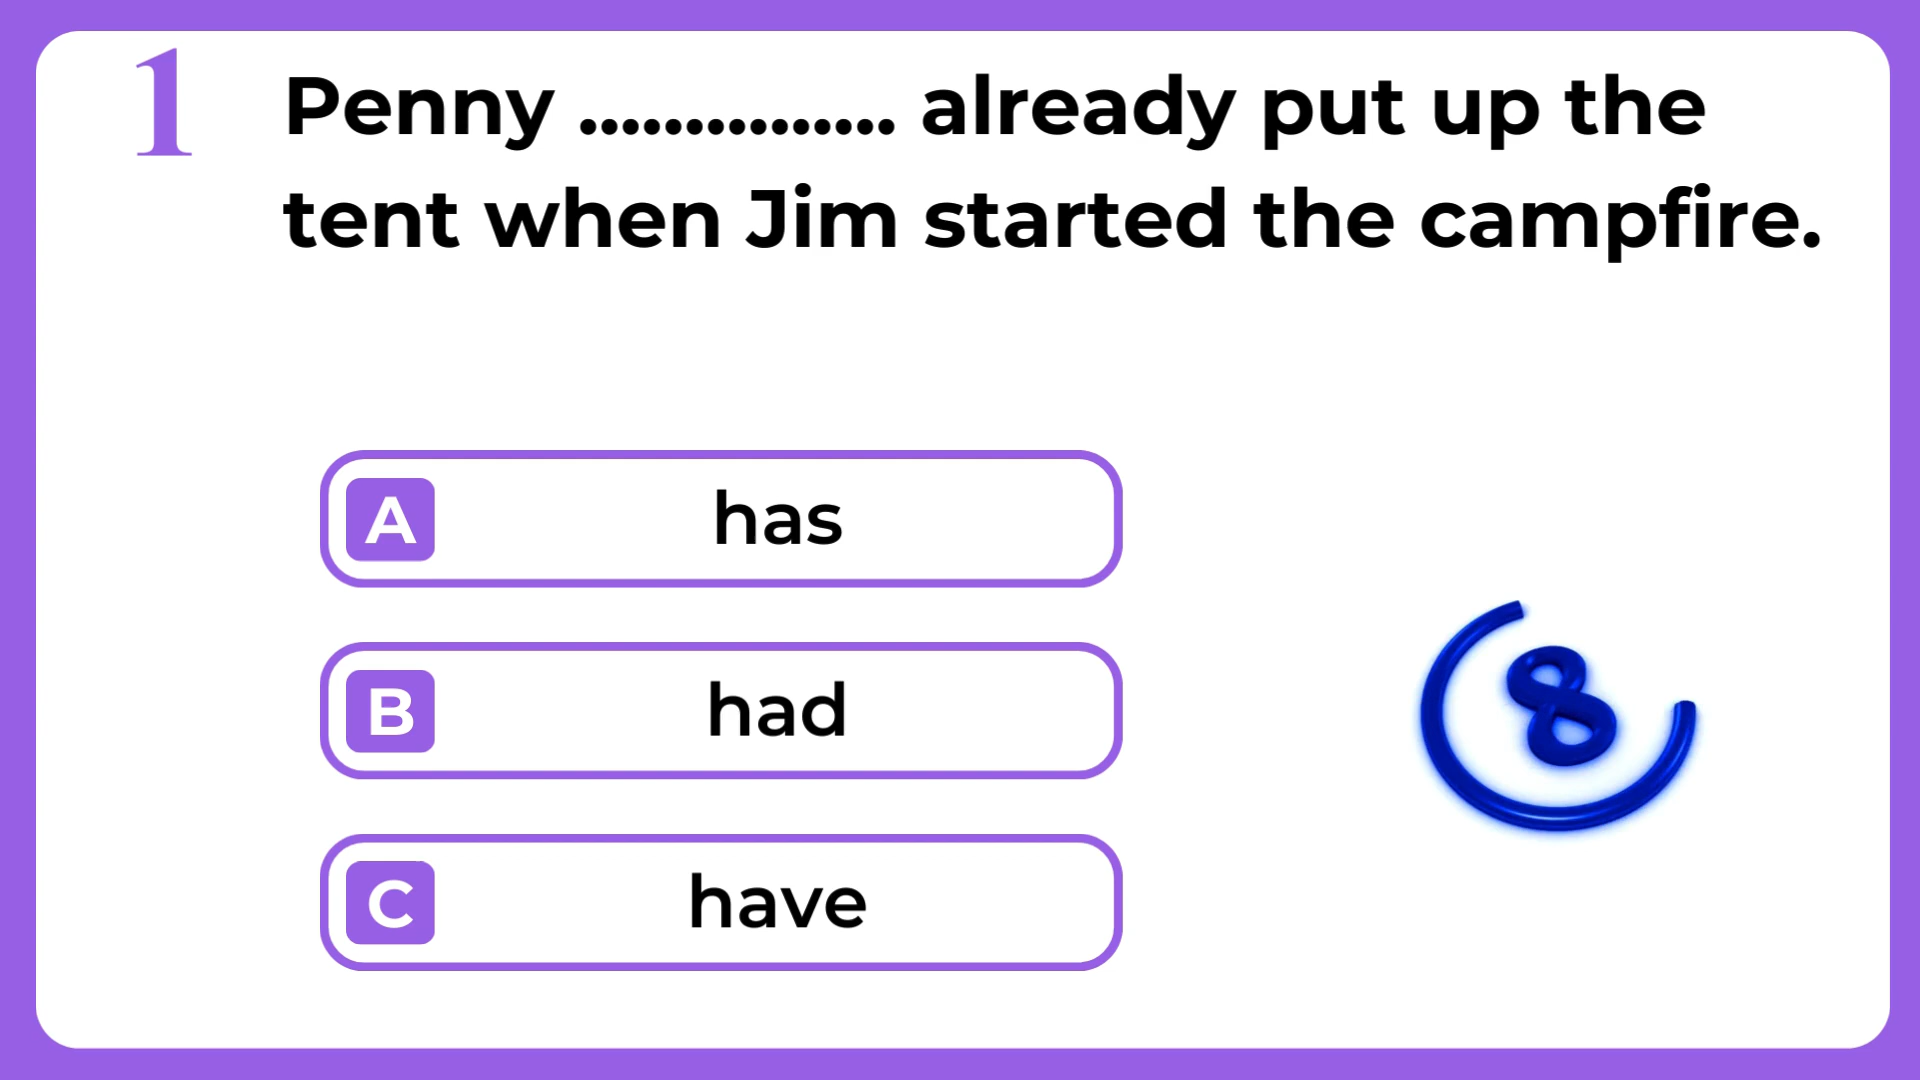 1
Penny ............... already put up the
tent when Jim started the campfire.
A has
B had
C have
8